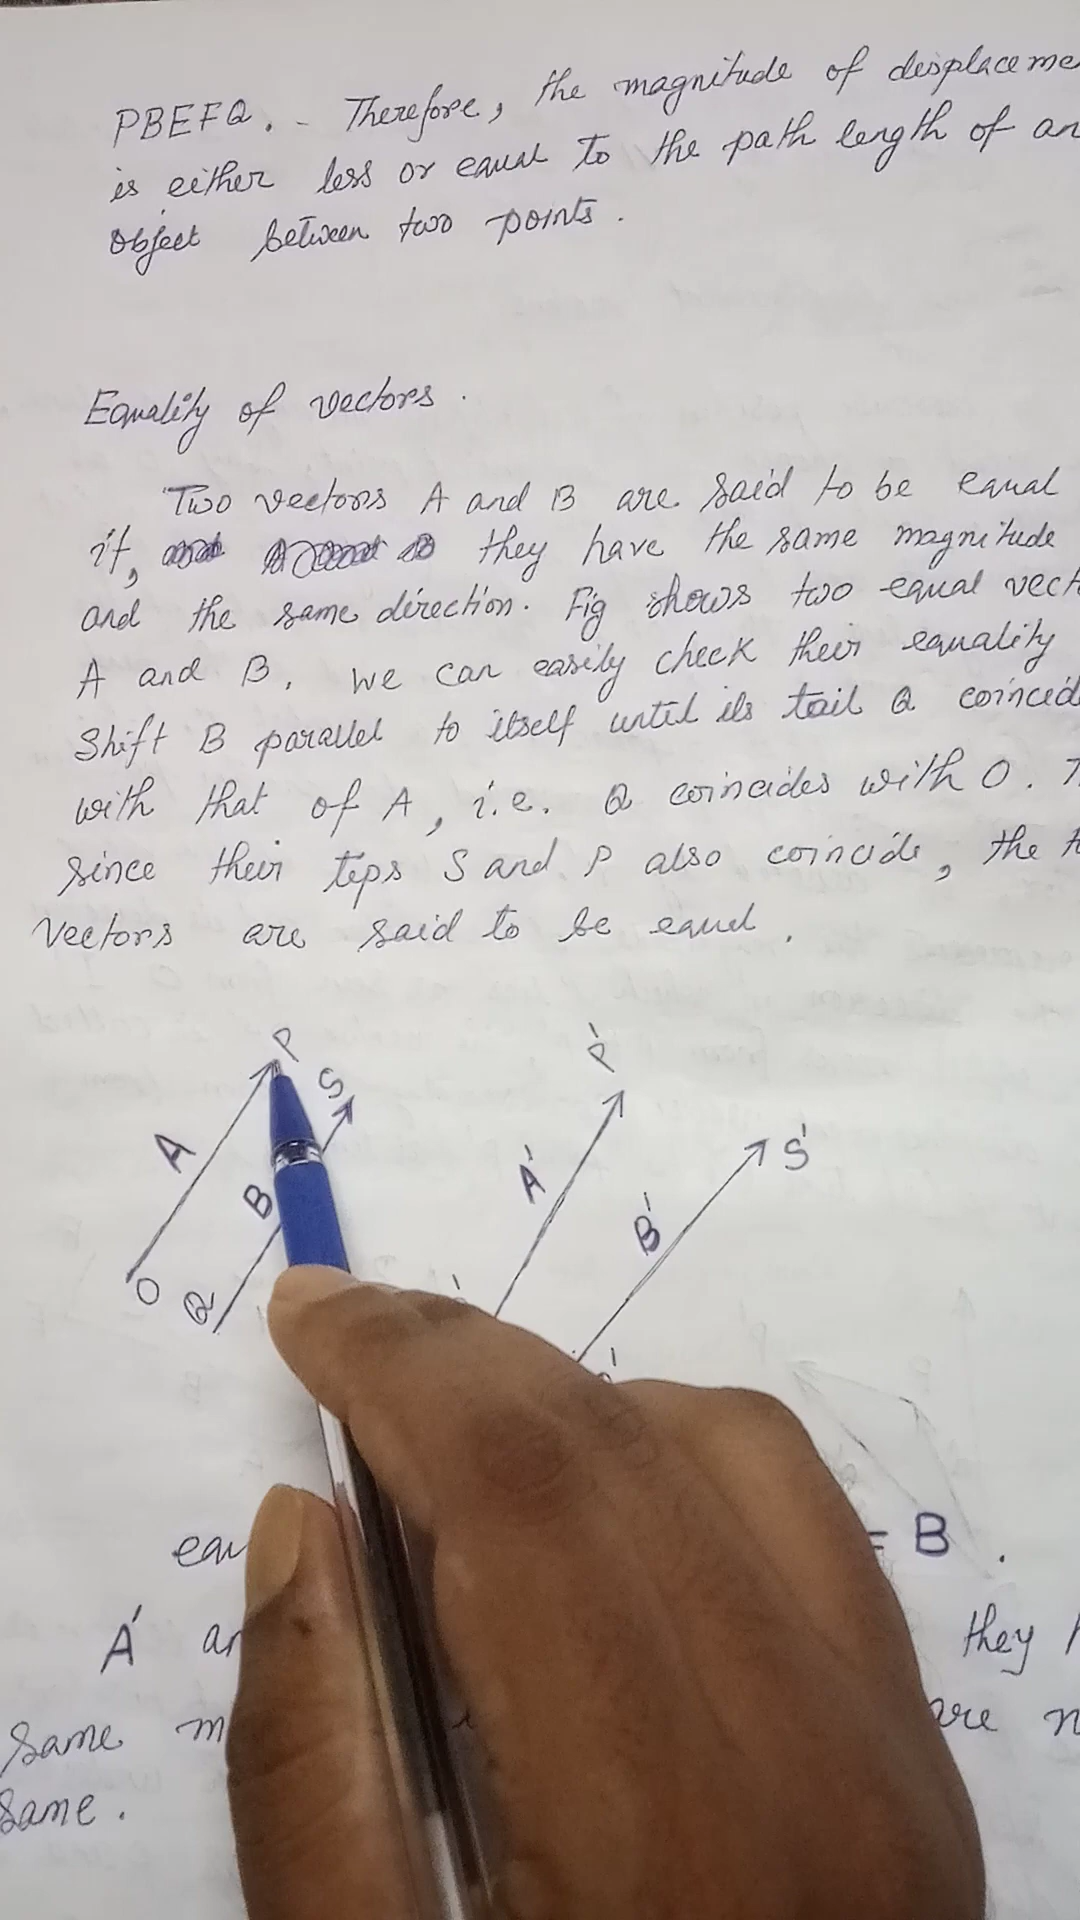 PBEFQ. Therefore, the magnitude of displaceme
is either less or equal to the path length of an
object between two points.
Equality of vectors.
Two vectors A and B are said to be equal
if, they have the same magnitude
and the same direction. Fig shows two equal vect
A and B. we can easily check their equality
Shift B parallel to itself until its tail Q coincid
with that of A, i.e. Q coincides with O. T
since their tips S and P also coincide, the t
vectors are said to be equal.
P
S
A
B
O
Q
P'
A'
S'
B'
= B.
A' they
same m are n
same.